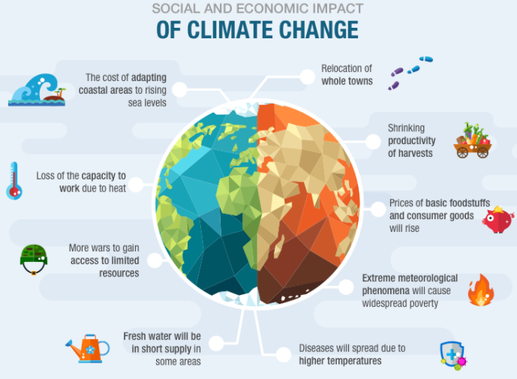 SOCIAL AND ECONOMIC IMPACT
OF CLIMATE CHANGE
The cost of adapting
coastal areas to rising
sea levels
Relocation of
whole towns
Shrinking
productivity
of harvests
Loss of the capacity to
work due to heat
Prices of basic foodstuffs
and consumer goods
will rise
More wars to gain
access to limited
resources
Extreme meteorological
phenomena will cause
widespread poverty
Fresh water will be
in short supply in
some areas
Diseases will spread due to
higher temperatures